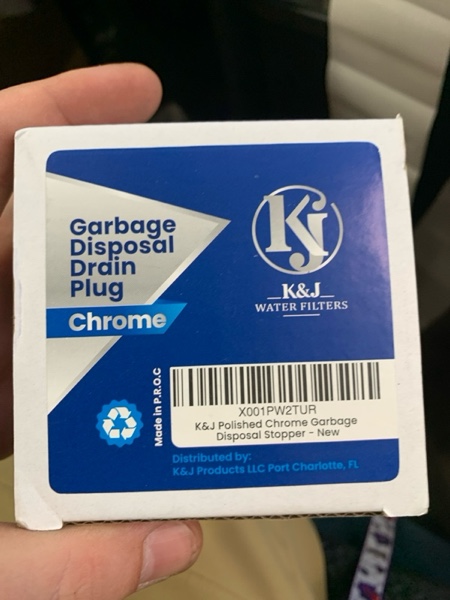 Garbage
Disposal
Drain
Plug
Chrome
KJ
K&J
WATER FILTERS
Made in P.R.O.C
X001PW2TUR
K&J Polished Chrome Garbage
Disposal Stopper - New
Distributed by:
K&J Products LLC Port Charlotte, FL